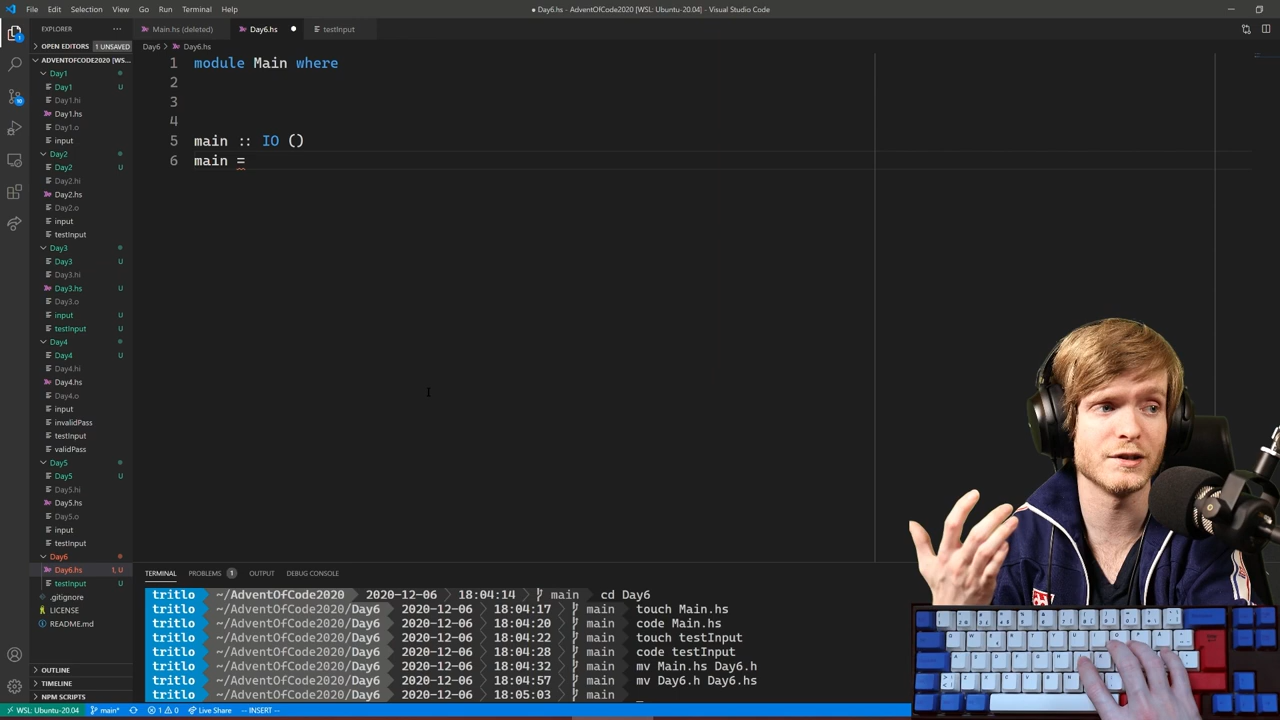 File Edit Selection View Go Run Terminal Help
● Day6.hs - AdventOfCode2020 [WSL: Ubuntu-20.04] - Visual Studio Code
EXPLORER ···
OPEN EDITORS 1 UNSAVED
ADVENTOFCODE2020 [WS...
Day1
Day1 U
Day1.hi
Day1.hs
Day1.o
input
Day2
Day2 U
Day2.hi
Day2.hs
Day2.o
input
testInput
Day3
Day3 U
Day3.hi
Day3.hs U
Day3.o
input U
testInput U
Day4
Day4 U
Day4.hi
Day4.hs
Day4.o
input
invalidPass
testInput
validPass
Day5
Day5 U
Day5.hi
Day5.hs
Day5.o
input
testInput
Day6
Day6.hs 1, U
testInput U
.gitignore
LICENSE
README.md
OUTLINE
TIMELINE
NPM SCRIPTS
Main.hs (deleted) Day6.hs ● testInput
Day6 > Day6.hs
1 module Main where
2
3
4
5 main :: IO ()
6 main =
TERMINAL PROBLEMS 1 OUTPUT DEBUG CONSOLE
tritlo ~/AdventOfCode2020 2020-12-06 18:04:14 main cd Day6
tritlo ~/AdventOfCode2020/Day6 2020-12-06 18:04:17 main touch Main.hs
tritlo ~/AdventOfCode2020/Day6 2020-12-06 18:04:20 main code Main.hs
tritlo ~/AdventOfCode2020/Day6 2020-12-06 18:04:22 main touch testInput
tritlo ~/AdventOfCode2020/Day6 2020-12-06 18:04:28 main code testInput
tritlo ~/AdventOfCode2020/Day6 2020-12-06 18:04:32 main mv Main.hs Day6.h
tritlo ~/AdventOfCode2020/Day6 2020-12-06 18:04:57 main mv Day6.h Day6.hs
tritlo ~/AdventOfCode2020/Day6 2020-12-06 18:05:03 main _
WSL: Ubuntu-20.04 main* 1 0 Live Share -- INSERT --